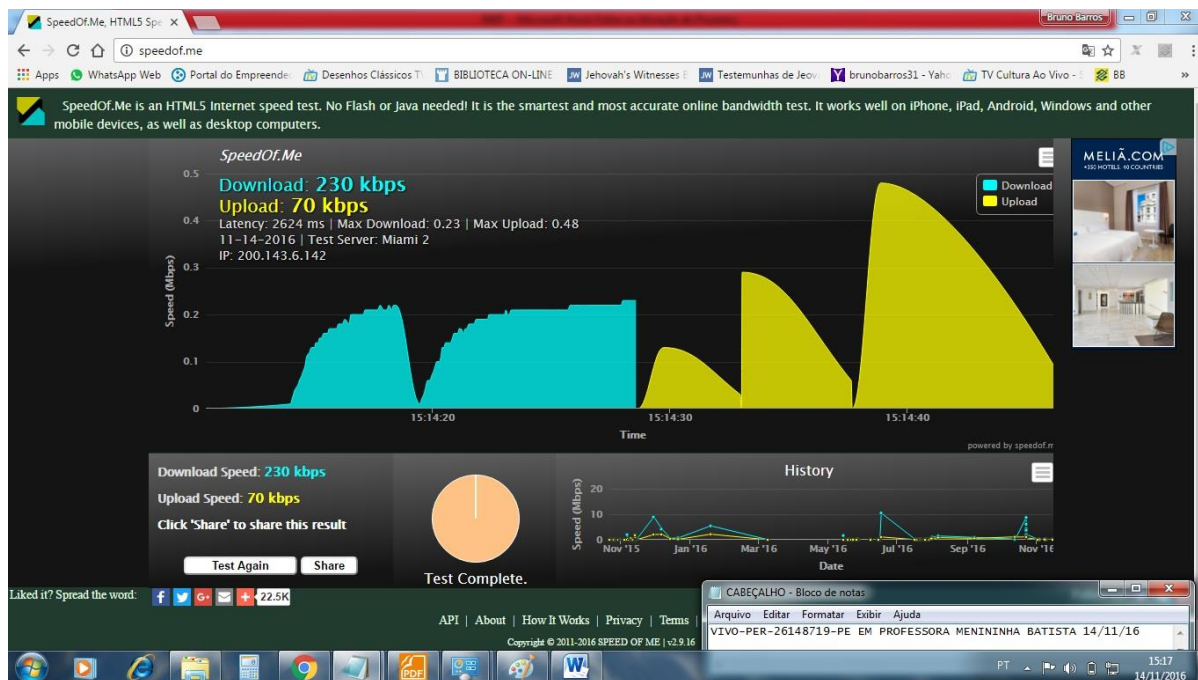 SpeedOf.Me, HTML5 Spe
Bruno Barros
speedof.me
Apps
WhatsApp Web
Portal do Empreende
Desenhos Clássicos T
BIBLIOTECA ON-LINE
Jehovah's Witnesses
Testemunhas de Jeov
brunobarros31 - Yaho
TV Cultura Ao Vivo -
BB
»
SpeedOf.Me is an HTML5 Internet speed test. No Flash or Java needed! It is the smartest and most accurate online bandwidth test. It works well on iPhone, iPad, Android, Windows and other
mobile devices, as well as desktop computers.
SpeedOf.Me
Download: 230 kbps
Upload: 70 kbps
Latency: 2624 ms | Max Download: 0.23 | Max Upload: 0.48
11-14-2016 | Test Server: Miami 2
IP: 200.143.6.142
Download
Upload
Speed (Mbps)
0.5
0.4
0.3
0.2
0.1
0
15:14:20
15:14:30
15:14:40
Time
powered by speedof.m
MELIÃ.COM
+350 HOTELS. 40 COUNTRIES
Download Speed: 230 kbps
Upload Speed: 70 kbps
Click 'Share' to share this result
Test Again
Share
Test Complete.
History
Speed (Mbps)
20
10
0
Nov '15
Jan '16
Mar '16
May '16
Jul '16
Sep '16
Nov '16
Date
Liked it? Spread the word:
22.5K
API | About | How It Works | Privacy | Terms |
Copyright © 2011-2016 SPEED OF ME | v2.9.16
CABEÇALHO - Bloco de notas
Arquivo Editar Formatar Exibir Ajuda
VIVO-PER-26148719-PE EM PROFESSORA MENININHA BATISTA 14/11/16
PDF
W
PT
15:17
14/11/2016